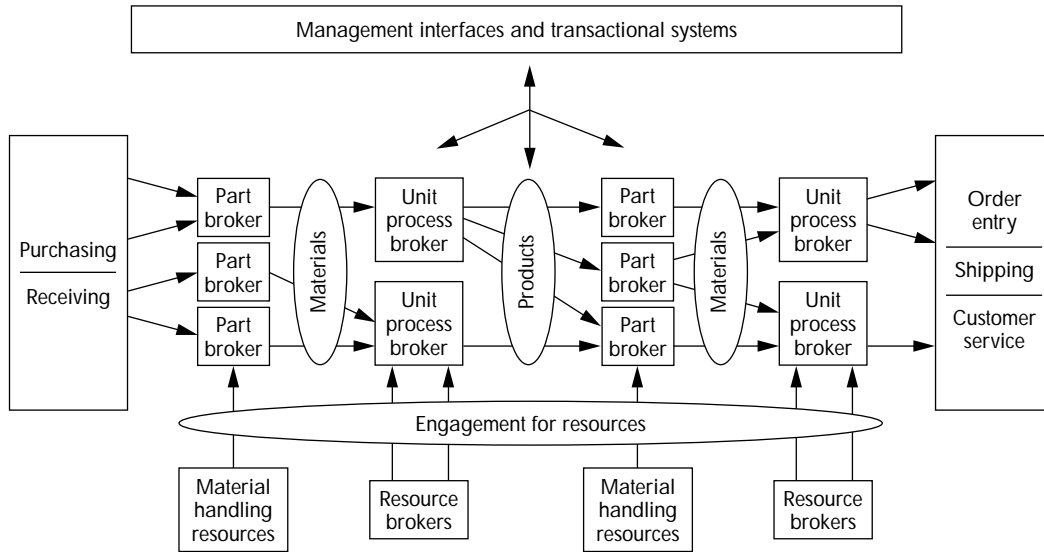 Management interfaces and transactional systems
Purchasing
Receiving
Part
broker
Part
broker
Part
broker
Materials
Unit
process
broker
Unit
process
broker
Products
Part
broker
Part
broker
Part
broker
Materials
Unit
process
broker
Unit
process
broker
Order
entry
Shipping
Customer
service
Engagement for resources
Material
handling
resources
Resource
brokers
Material
handling
resources
Resource
brokers